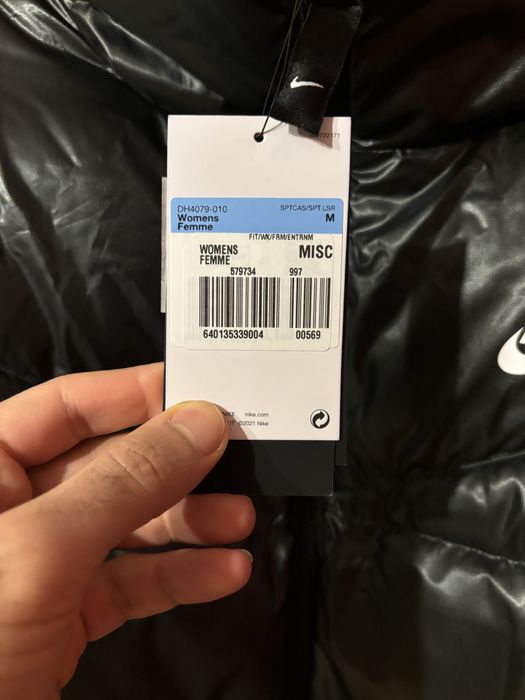 DH4079-010
SPTCAS/SPT LSR
Womens
M
Femme
FIT/WK/FRM/ENTRNM
WOMENS
MISC
FEMME
579734
997
640135339004
00569
nike.com
©2021 Nike